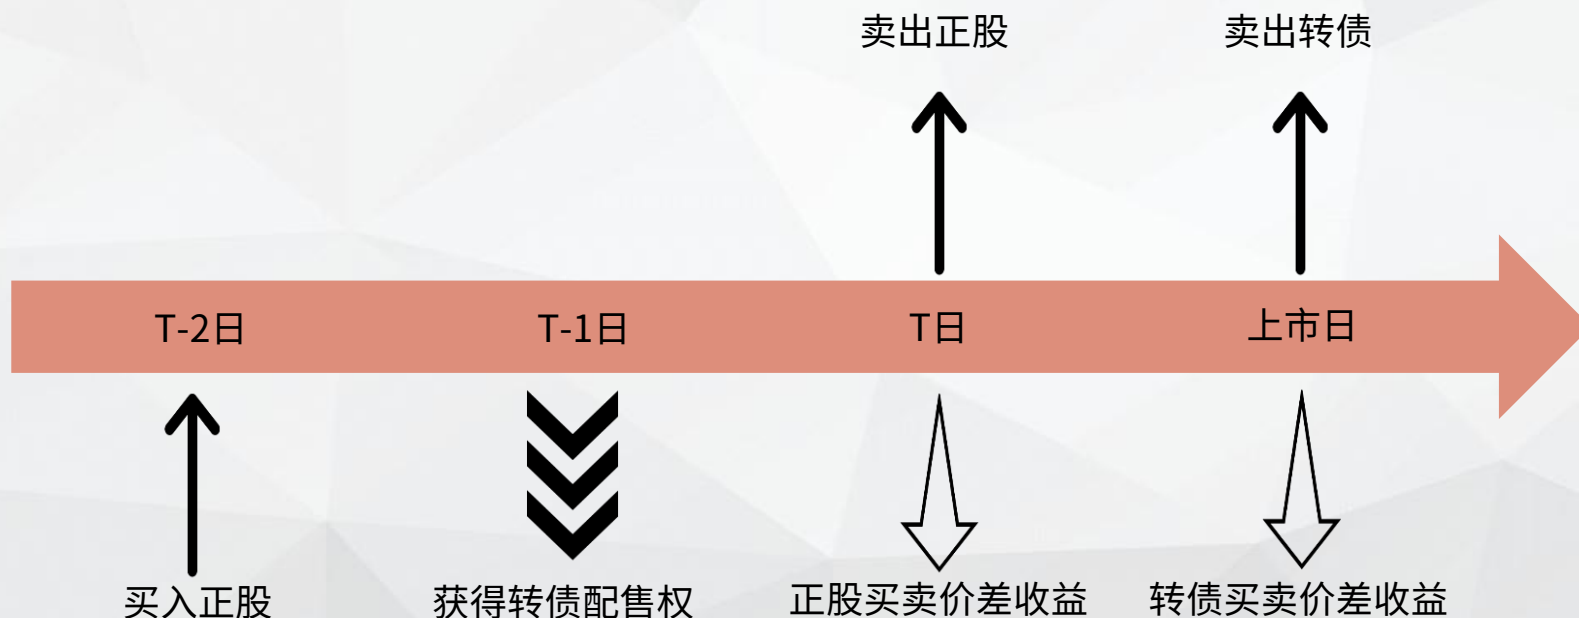 卖出正股
卖出转债
T-2日
T-1日
T日
上市日
买入正股
获得转债配售权
正股买卖价差收益
转债买卖价差收益